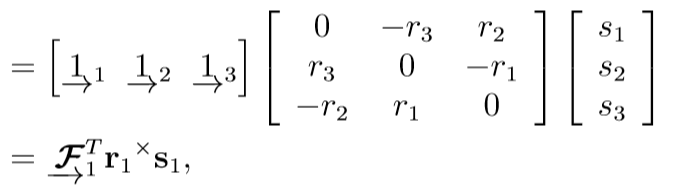 = [1→1 1→2 1→3] [0 −r3 r2; r3 0 −r1; −r2 r1 0] [s1; s2; s3]
= 𝓕→1^T r1^× s1,